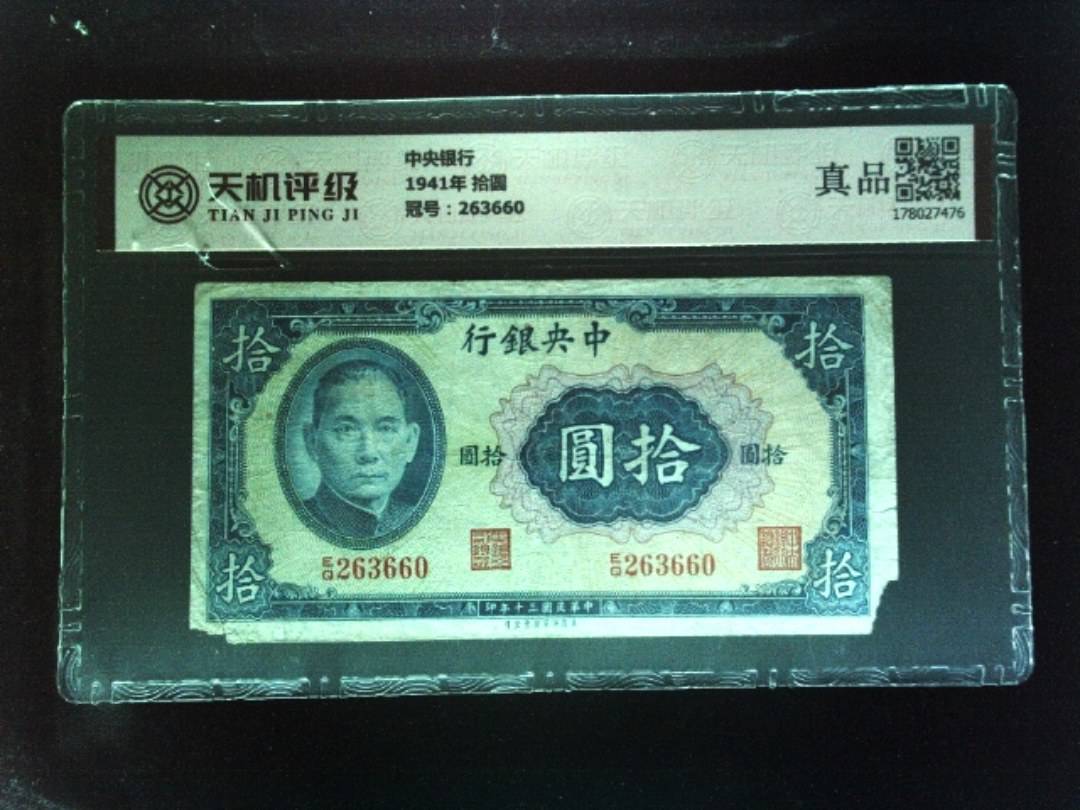 天机评级
TIAN JI PING JI
中央银行
1941年 拾圆
冠号：263660
真品
178027476
行銀央中
拾
拾
圓拾
圓拾
圓拾
E/Q 263660
E/Q 263660
拾
拾
印年十三國民華中